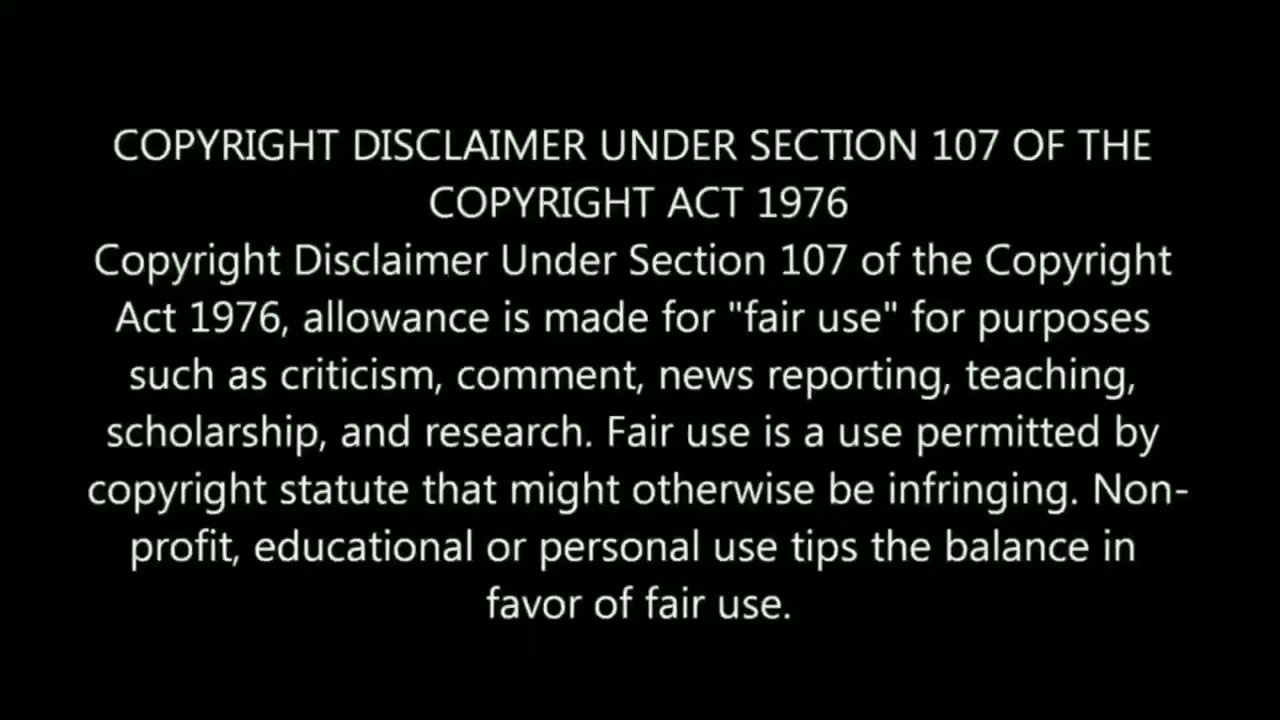 COPYRIGHT DISCLAIMER UNDER SECTION 107 OF THE
COPYRIGHT ACT 1976
Copyright Disclaimer Under Section 107 of the Copyright
Act 1976, allowance is made for "fair use" for purposes
such as criticism, comment, news reporting, teaching,
scholarship, and research. Fair use is a use permitted by
copyright statute that might otherwise be infringing. Non-
profit, educational or personal use tips the balance in
favor of fair use.